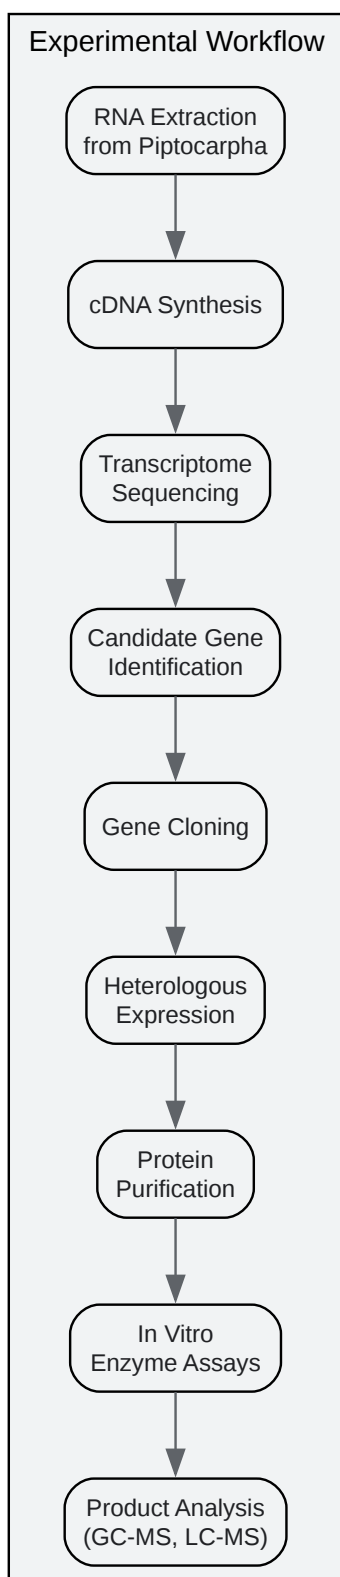 Experimental Workflow
RNA Extraction
from Piptocarpha
cDNA Synthesis
Transcriptome
Sequencing
Candidate Gene
Identification
Gene Cloning
Heterologous
Expression
Protein
Purification
In Vitro
Enzyme Assays
Product Analysis
(GC-MS, LC-MS)